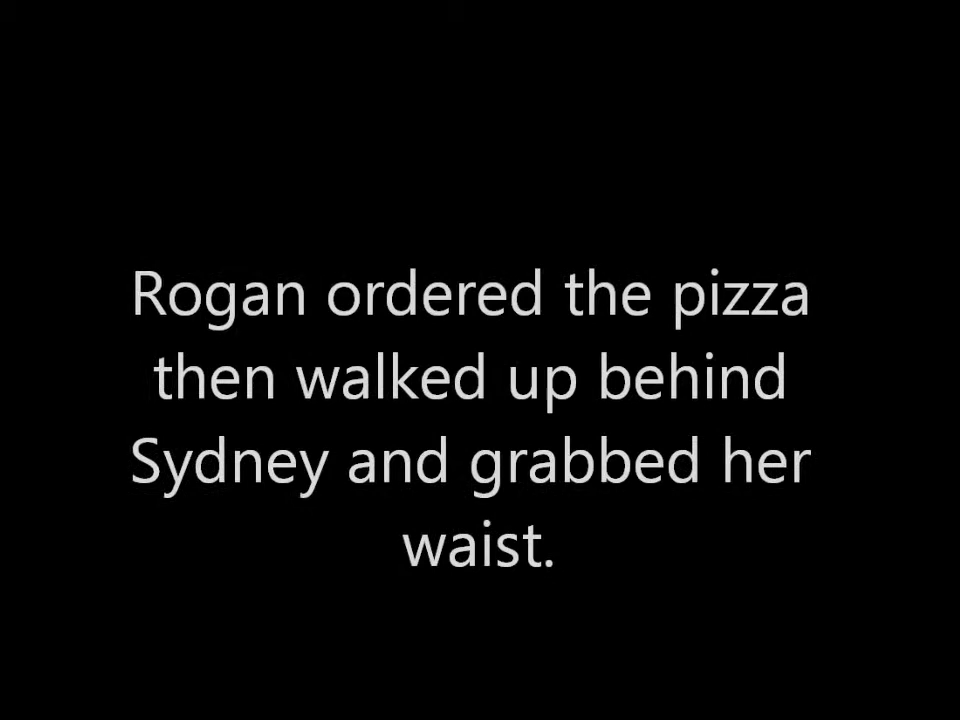 Rogan ordered the pizza
then walked up behind
Sydney and grabbed her
waist.